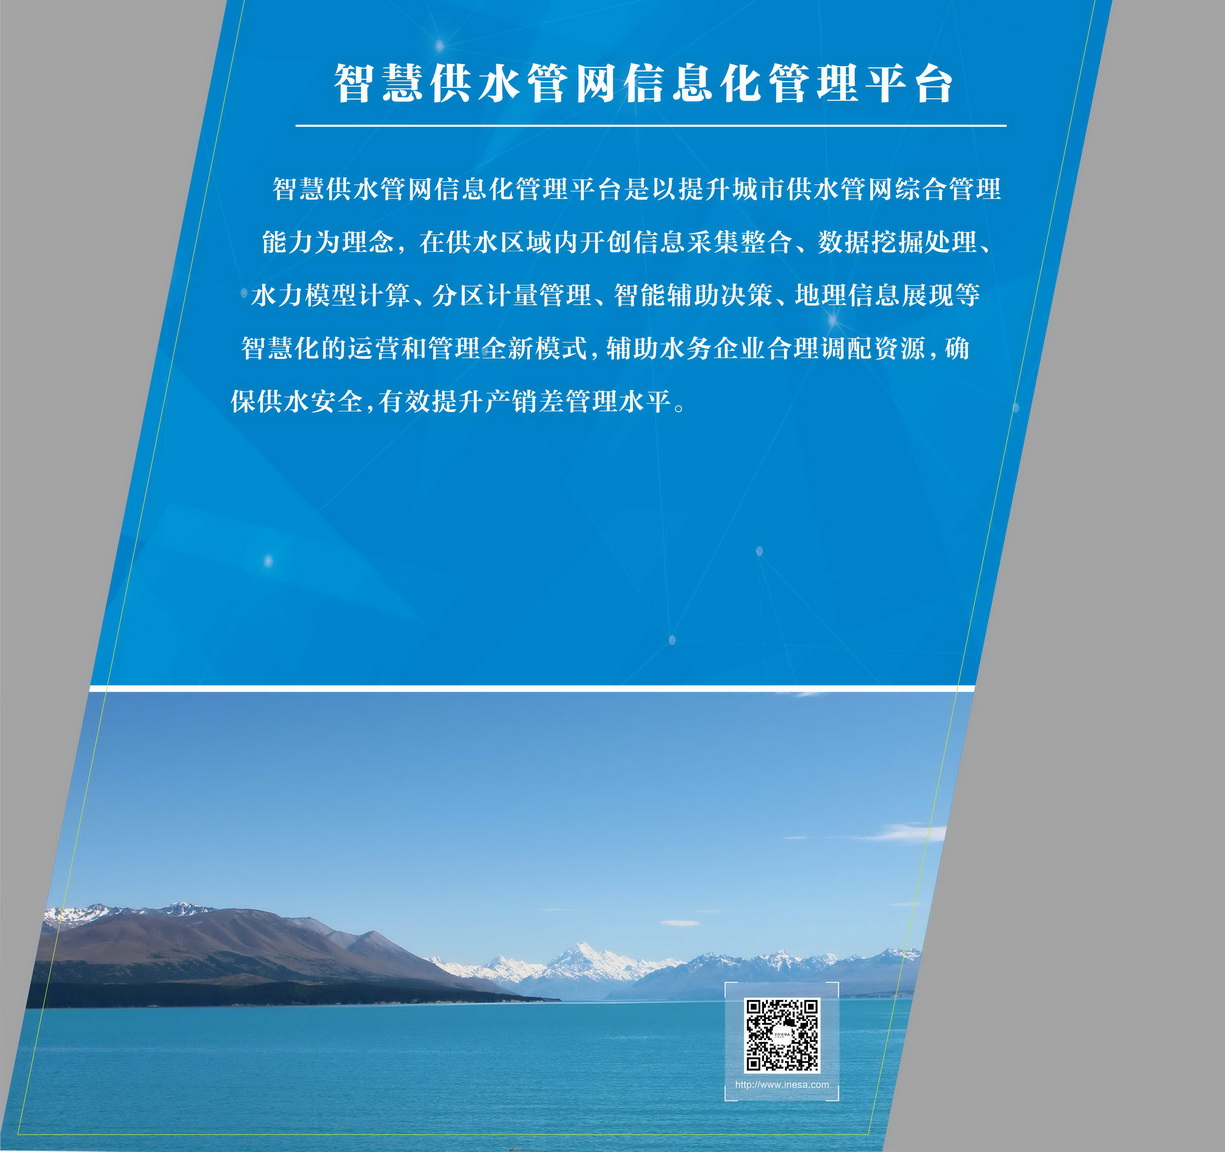 智慧供水管网信息化管理平台
智慧供水管网信息化管理平台是以提升城市供水管网综合管理
能力为理念，在供水区域内开创信息采集整合、数据挖掘处理、
水力模型计算、分区计量管理、智能辅助决策、地理信息展现等
智慧化的运营和管理全新模式，辅助水务企业合理调配资源，确
保供水安全，有效提升产销差管理水平。
http://www.inesa.com